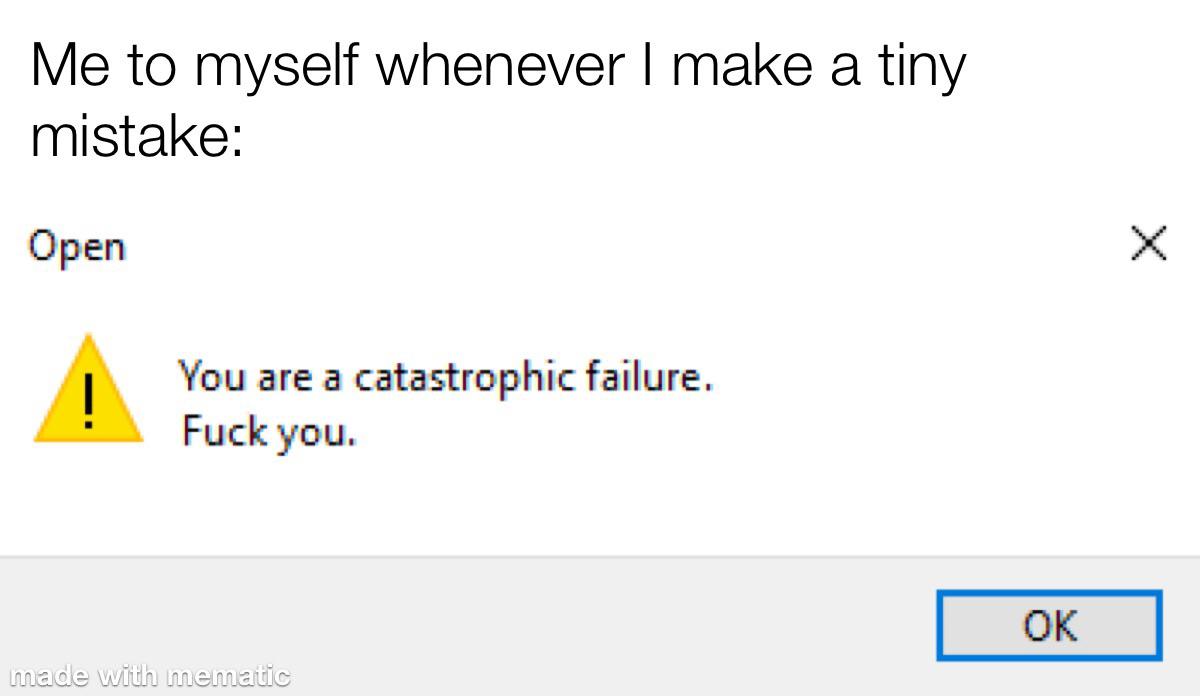 Me to myself whenever I make a tiny
mistake:
Open
You are a catastrophic failure.
Fuck you.
OK
made with mematic